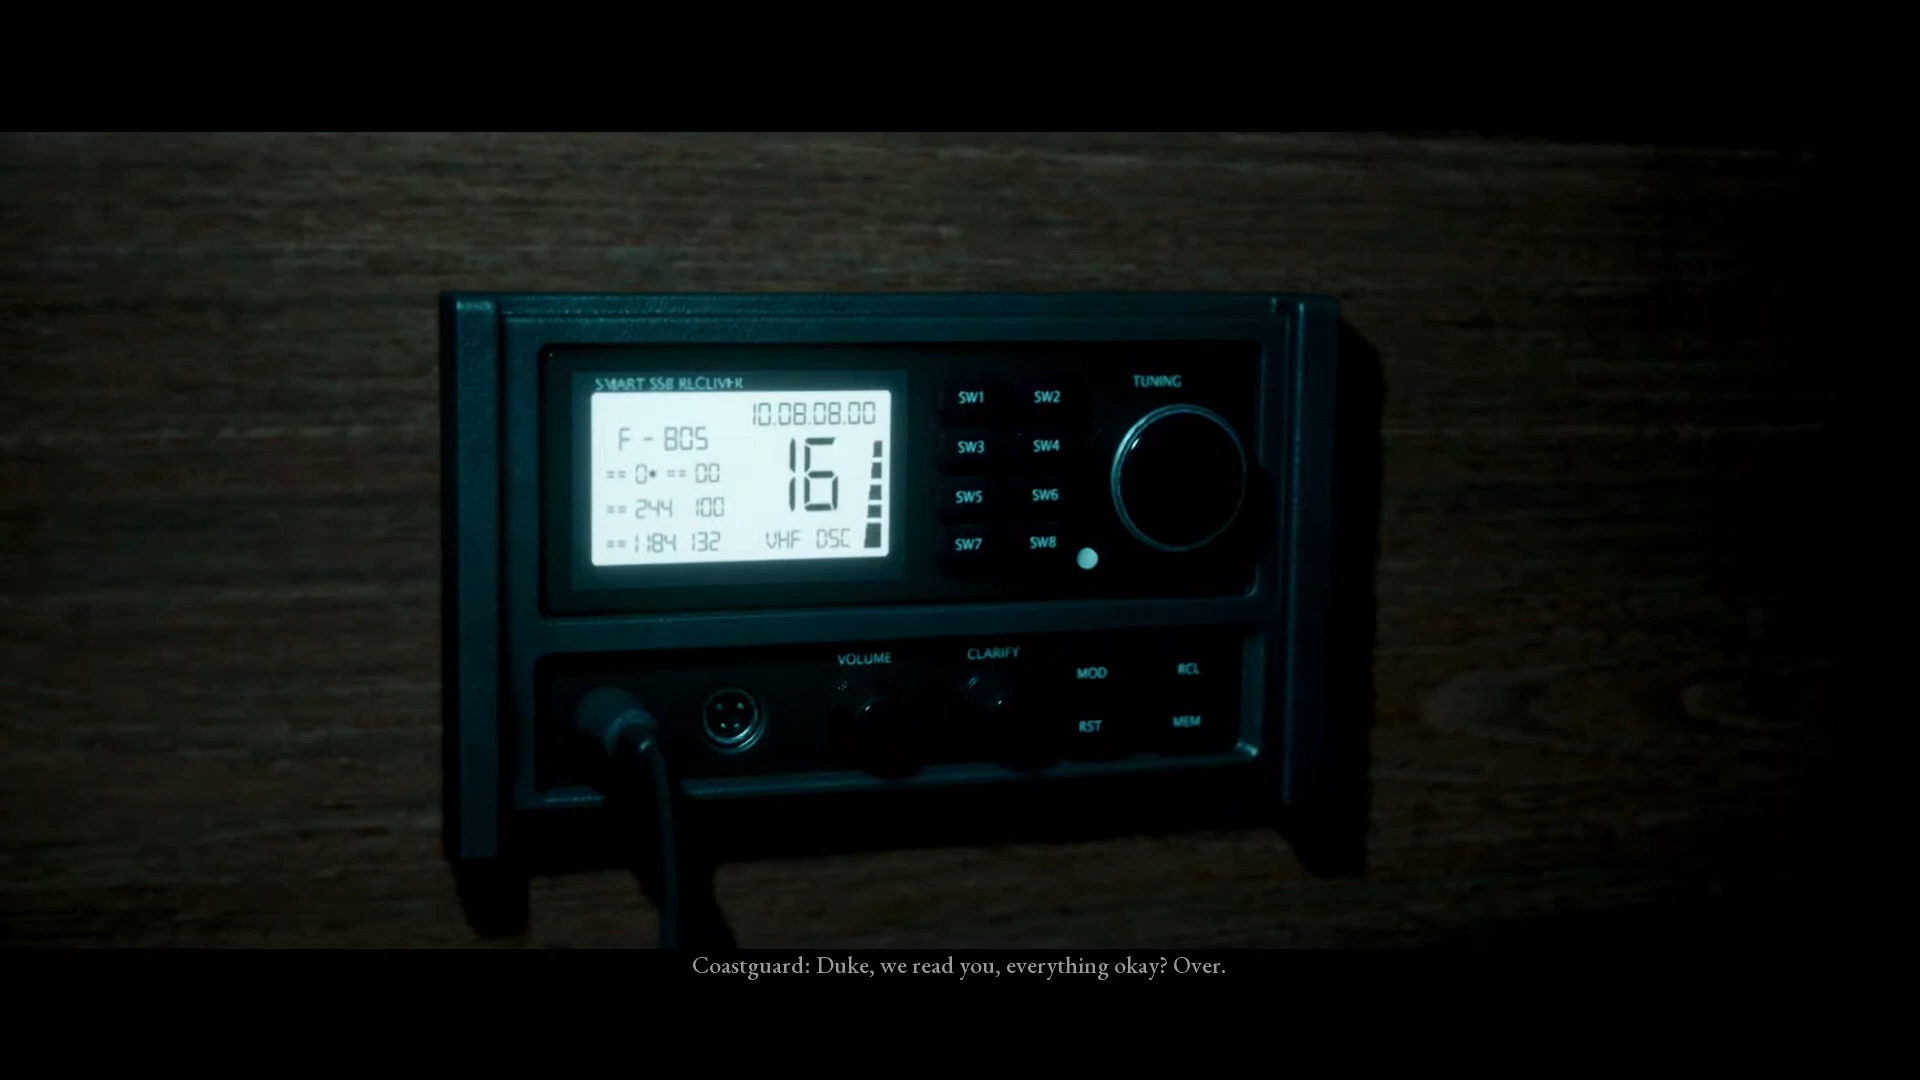 SMART SSB RECLIVER
10.08.08.00
F - 805
16
== 0• == 00
== 244 100
== 1184 132
VHF DSC
SW1 SW2
SW3 SW4
SW5 SW6
SW7 SW8
TUNING
VOLUME
CLARIFY
MOD
RCL
RST
MEM
Coastguard: Duke, we read you, everything okay? Over.